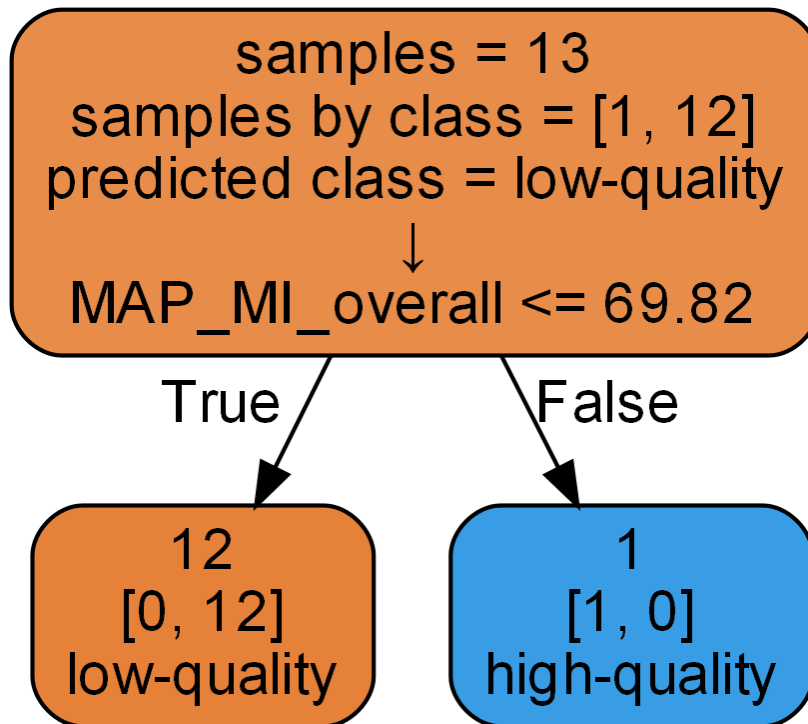 samples = 13
samples by class = [1, 12]
predicted class = low-quality
↓
MAP_MI_overall <= 69.82
True
False
12
[0, 12]
low-quality
1
[1, 0]
high-quality